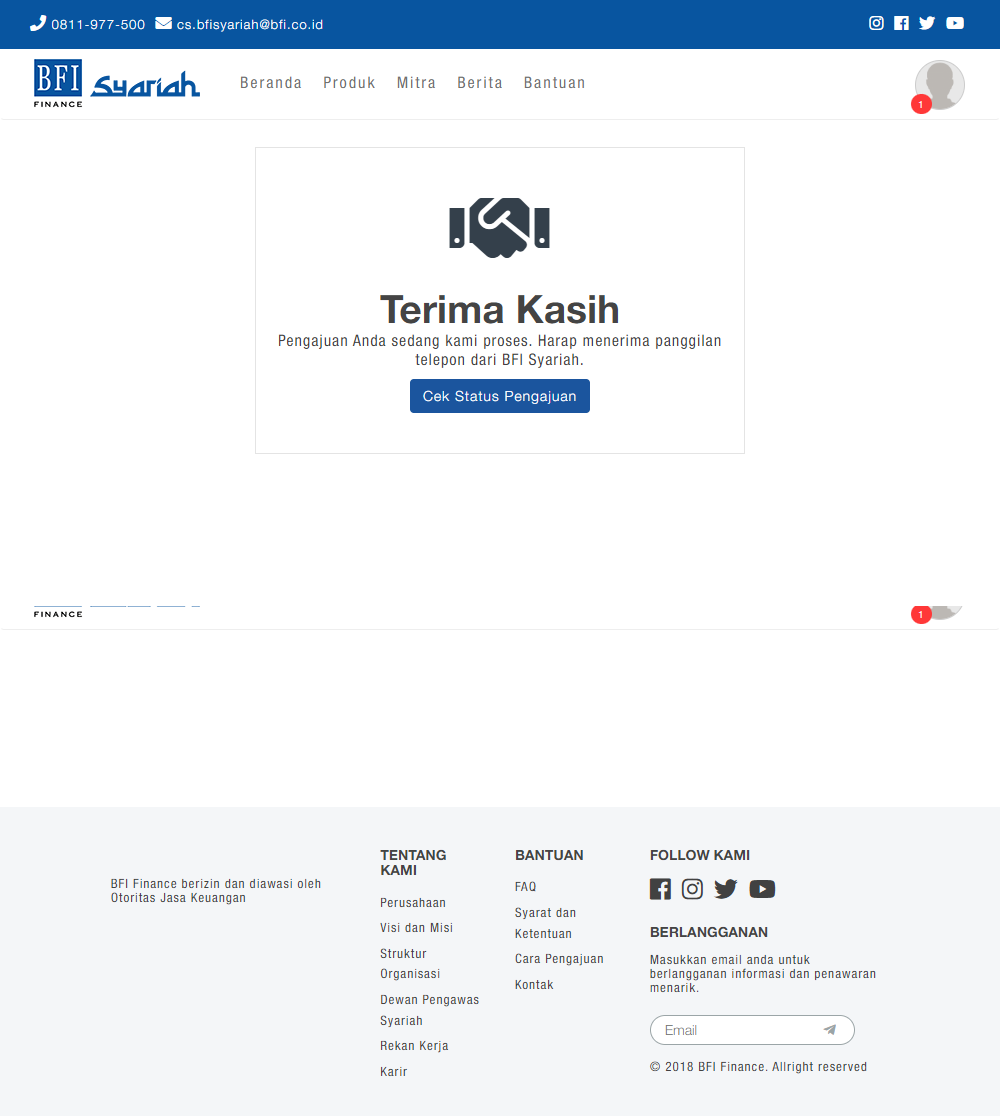 0811-977-500 cs.bfisyariah@bfi.co.id
BFI Syariah
FINANCE
Beranda Produk Mitra Berita Bantuan
1
Terima Kasih
Pengajuan Anda sedang kami proses. Harap menerima panggilan
telepon dari BFI Syariah.
Cek Status Pengajuan
FINANCE
1
BFI Finance berizin dan diawasi oleh
Otoritas Jasa Keuangan
TENTANG
KAMI
Perusahaan
Visi dan Misi
Struktur
Organisasi
Dewan Pengawas
Syariah
Rekan Kerja
Karir
BANTUAN
FAQ
Syarat dan
Ketentuan
Cara Pengajuan
Kontak
FOLLOW KAMI
BERLANGGANAN
Masukkan email anda untuk
berlangganan informasi dan penawaran
menarik.
Email
© 2018 BFI Finance. Allright reserved